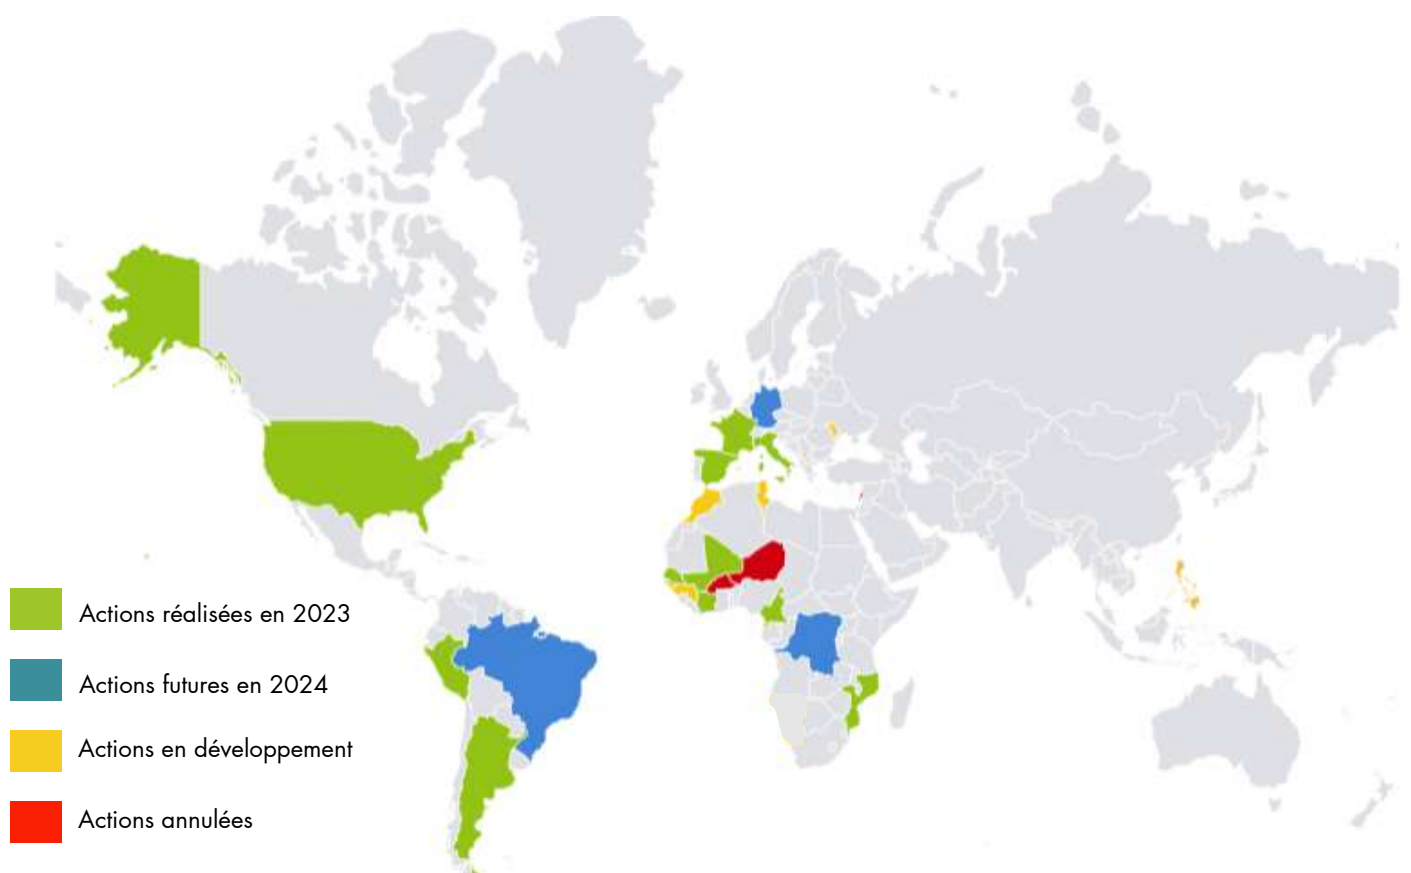 Actions réalisées en 2023
Actions futures en 2024
Actions en développement
Actions annulées